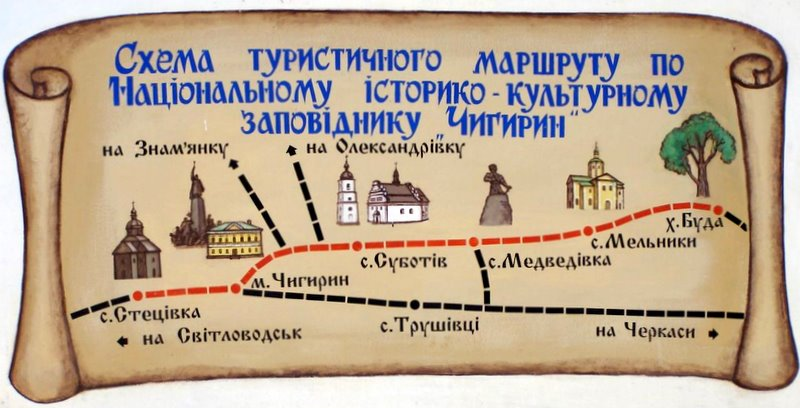 Схема туристичного маршруту по
Національному історико-культурному
заповіднику „Чигирин"
на Знам'янку
на Олександрівку
х.Буда
с.Мельники
с.Суботів
с.Медведівка
м.Чигирин
с.Стецівка
с.Трушівці
на Світловодськ
на Черкаси